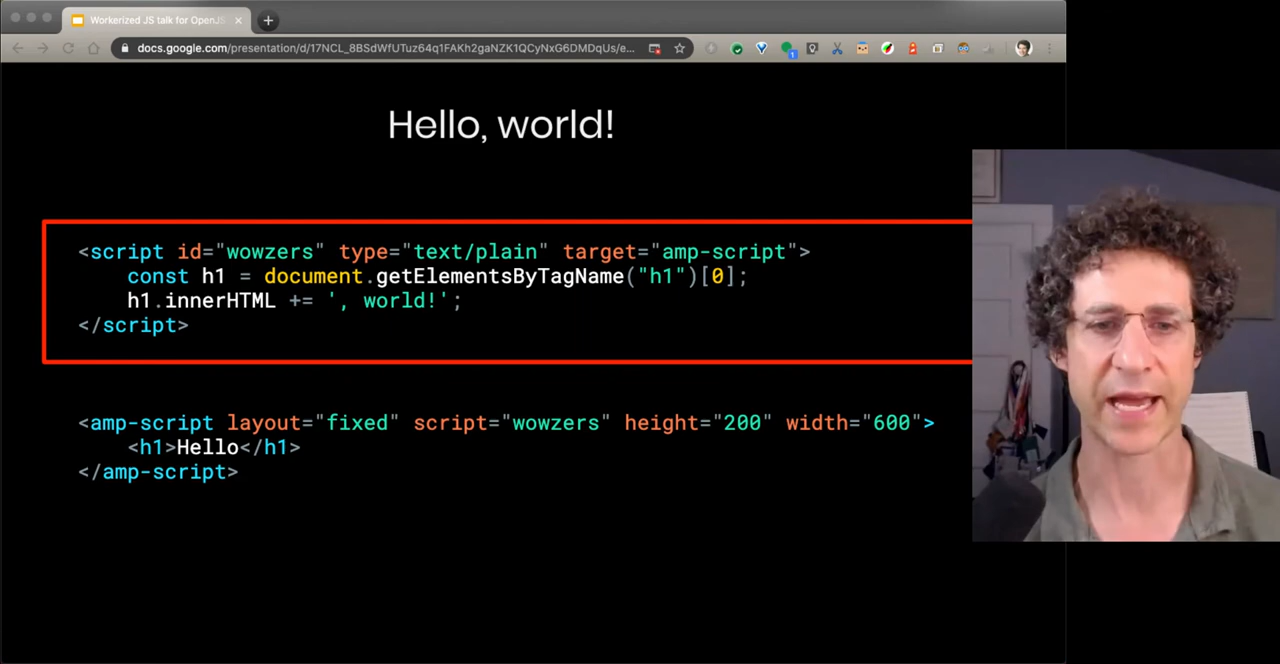 Workerized JS talk for OpenJS
docs.google.com/presentation/d/17NCL_8BSdWfUTuz64q1FAKh2gaNZK1QCyNxG6DMDqUs/e...
1
Hello, world!
<script id="wowzers" type="text/plain" target="amp-script">
const h1 = document.getElementsByTagName("h1")[0];
h1.innerHTML += ', world!';
</script>
<amp-script layout="fixed" script="wowzers" height="200" width="600">
<h1>Hello</h1>
</amp-script>